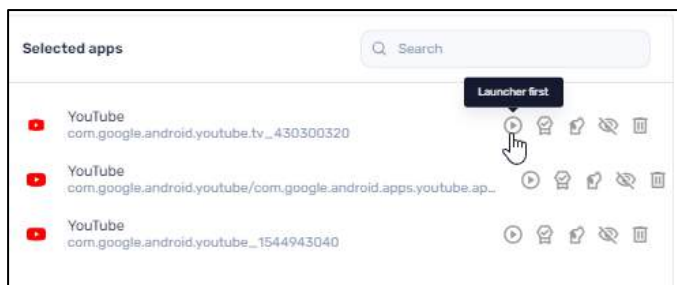 Selected apps
Search
Launcher first
YouTube
com.google.android.youtube.tv_430300320
YouTube
com.google.android.youtube/com.google.android.apps.youtube.ap...
YouTube
com.google.android.youtube_1544943040